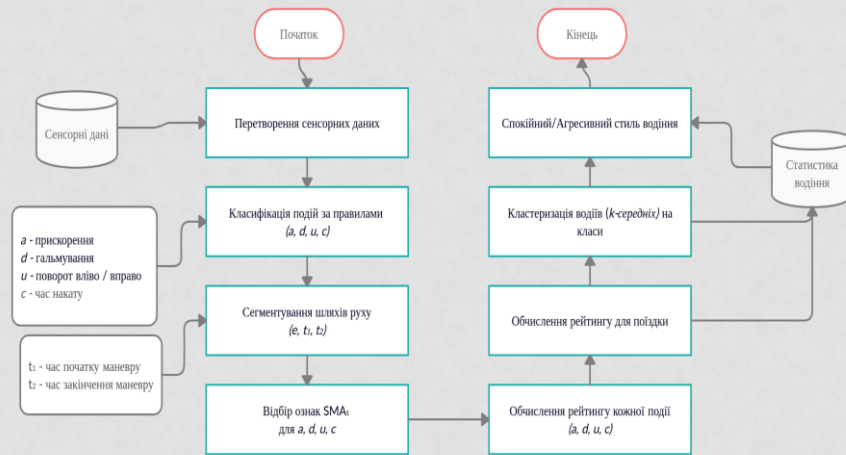 Початок
Кінець
Сенсорні дані
Перетворення сенсорних даних
Спокійний/Агресивний стиль водіння
Статистика
водіння
a - прискорення
d - гальмування
u - поворот вліво / вправо
c - час накату
Класифікація подій за правилами
(a, d, u, c)
Кластеризація водіїв (k-середніх) на
класи
Сегментування шляхів руху
(e, t₁, t₂)
Обчислення рейтингу для поїздки
t₁ - час початку маневру
t₂ - час закінчення маневру
Відбір ознак SMAₜ
для a, d, u, c
Обчислення рейтингу кожної події
(a, d, u, c)